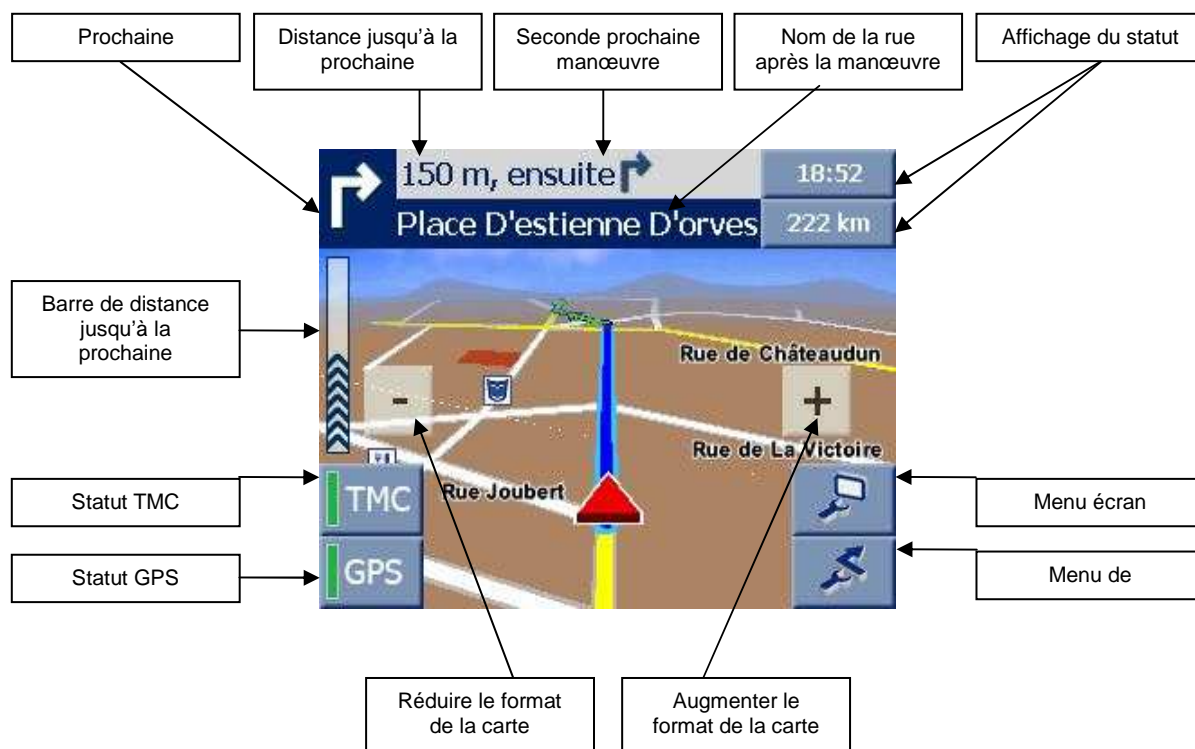 Prochaine
Distance jusqu'à la
prochaine
Seconde prochaine
manœuvre
Nom de la rue
après la manœuvre
Affichage du statut
150 m, ensuite
18:52
Place D'estienne D'orves
222 km
Barre de distance
jusqu'à la
prochaine
Rue de Châteaudun
-
+
Rue de La Victoire
Statut TMC
TMC
Rue Joubert
Menu écran
Statut GPS
GPS
Menu de
Réduire le format
de la carte
Augmenter le
format de la carte